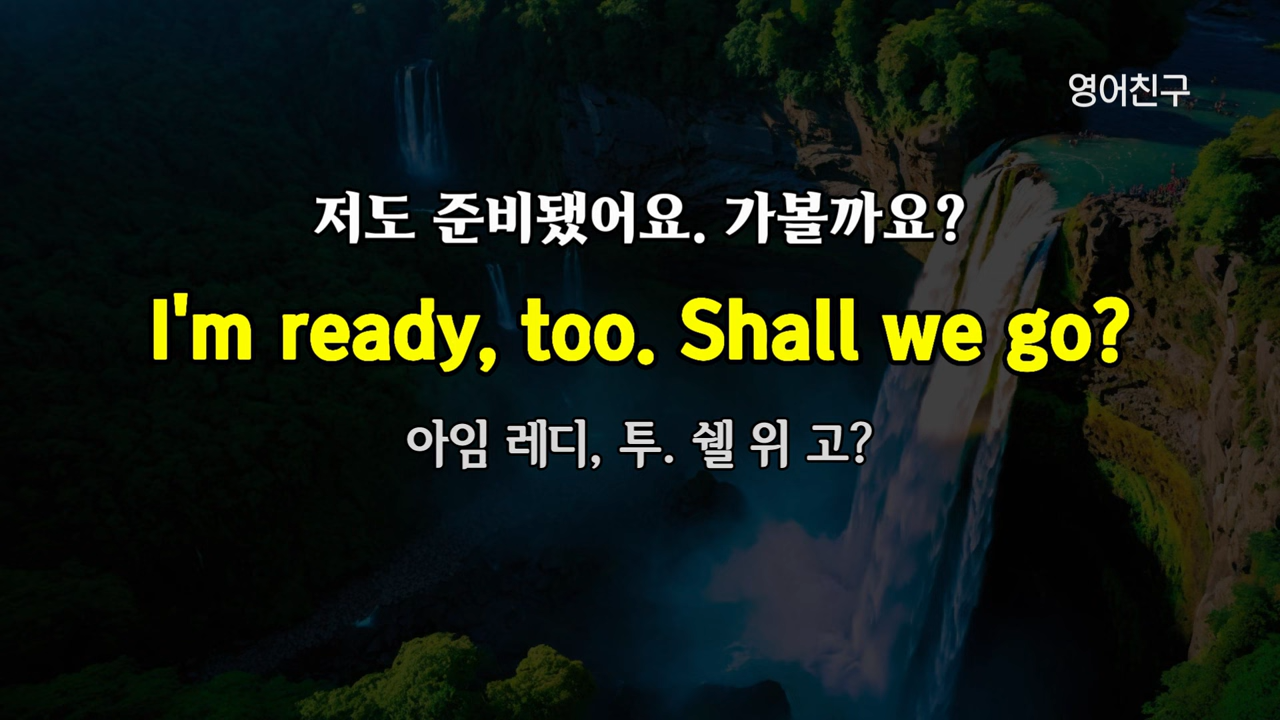 영어친구
저도 준비됐어요. 가볼까요?
I'm ready, too. Shall we go?
아임 레디, 투. 쉘 위 고?